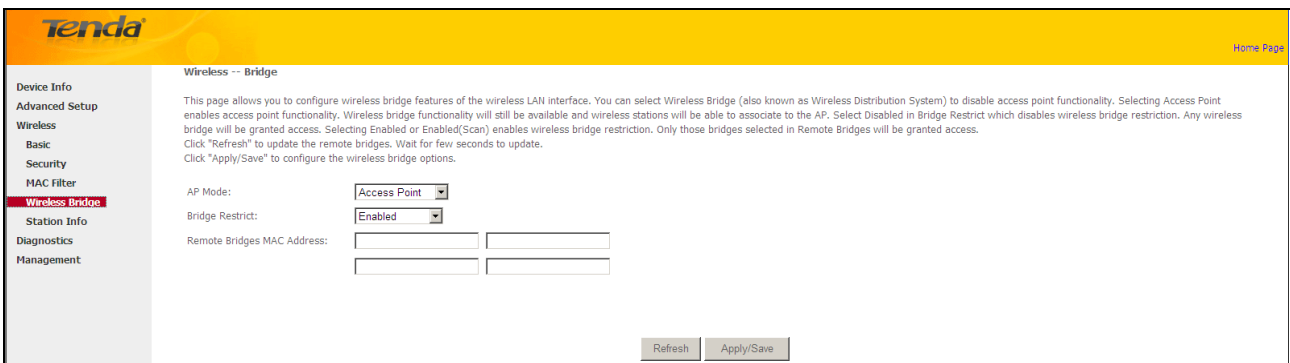 Tenda
Home Page
Device Info
Advanced Setup
Wireless
Basic
Security
MAC Filter
Wireless Bridge
Station Info
Diagnostics
Management
Wireless -- Bridge
This page allows you to configure wireless bridge features of the wireless LAN interface. You can select Wireless Bridge (also known as Wireless Distribution System) to disable access point functionality. Selecting Access Point
enables access point functionality. Wireless bridge functionality will still be available and wireless stations will be able to associate to the AP. Select Disabled in Bridge Restrict which disables wireless bridge restriction. Any wireless
bridge will be granted access. Selecting Enabled or Enabled(Scan) enables wireless bridge restriction. Only those bridges selected in Remote Bridges will be granted access.
Click "Refresh" to update the remote bridges. Wait for few seconds to update.
Click "Apply/Save" to configure the wireless bridge options.
AP Mode: Access Point
Bridge Restrict: Enabled
Remote Bridges MAC Address:
Refresh Apply/Save